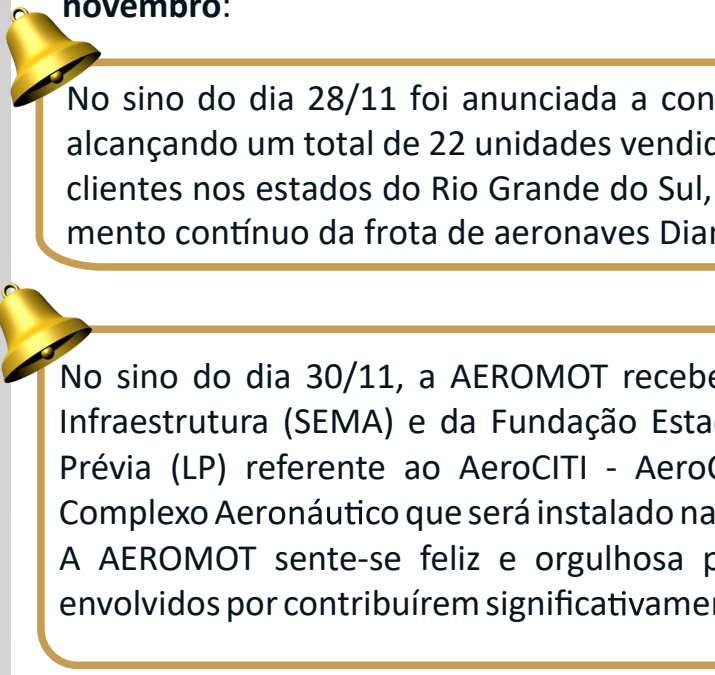 novembro:
No sino do dia 28/11 foi anunciada a con
alcançando um total de 22 unidades vendid
clientes nos estados do Rio Grande do Sul,
mento contínuo da frota de aeronaves Diar
No sino do dia 30/11, a AEROMOT recebe
Infraestrutura (SEMA) e da Fundação Esta
Prévia (LP) referente ao AeroCITI - Aero
Complexo Aeronáutico que será instalado na
A AEROMOT sente-se feliz e orgulhosa p
envolvidos por contribuírem significativame